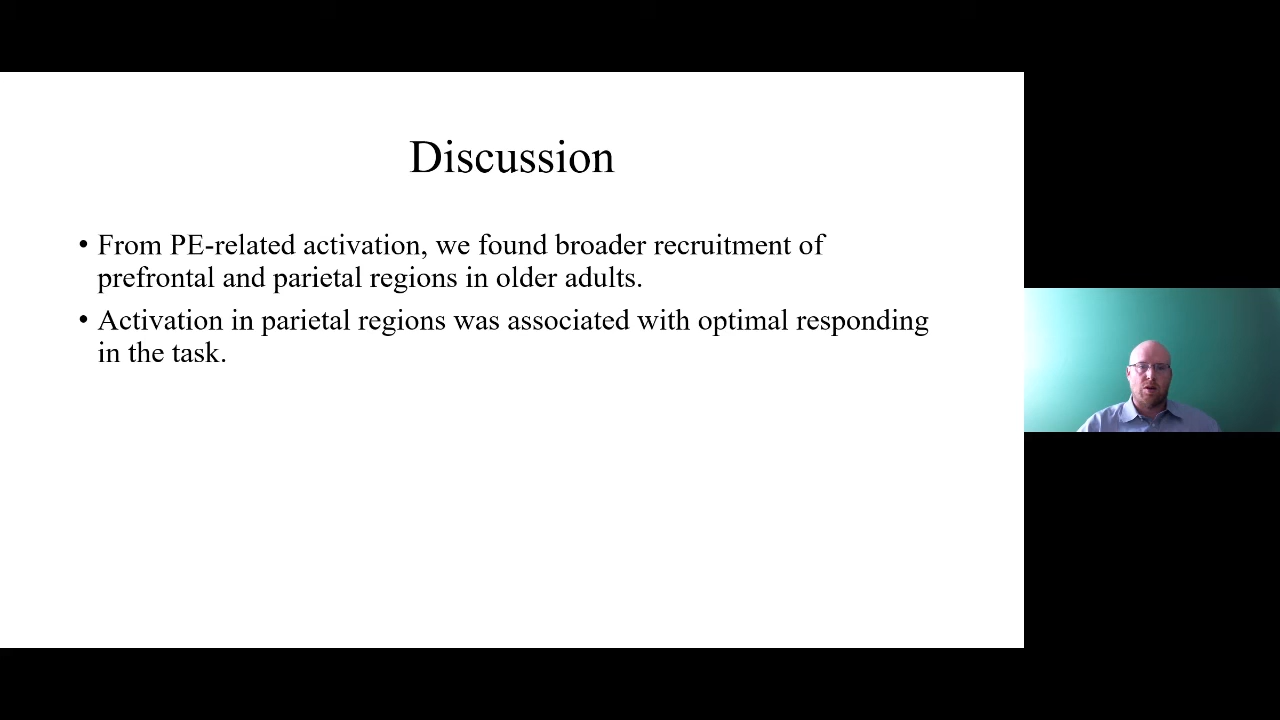 Discussion
• From PE-related activation, we found broader recruitment of
prefrontal and parietal regions in older adults.
• Activation in parietal regions was associated with optimal responding
in the task.